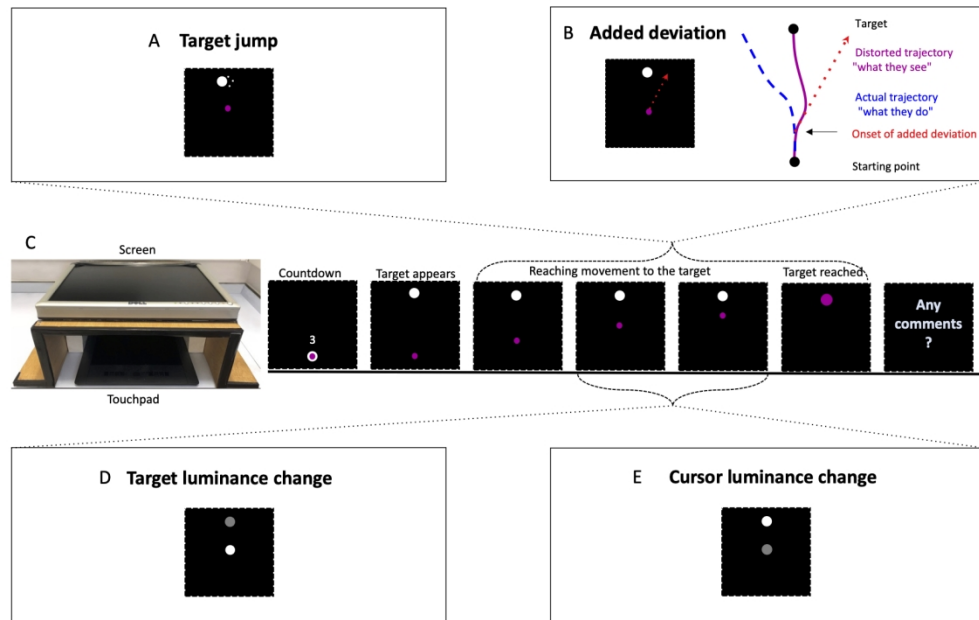 A Target jump
B Added deviation
Target
Distorted trajectory
"what they see"
Actual trajectory
"what they do"
Onset of added deviation
Starting point
C
Screen
DELL
Touchpad
Countdown
3
Target appears
Reaching movement to the target
Target reached
Any
comments
?
D Target luminance change
E Cursor luminance change